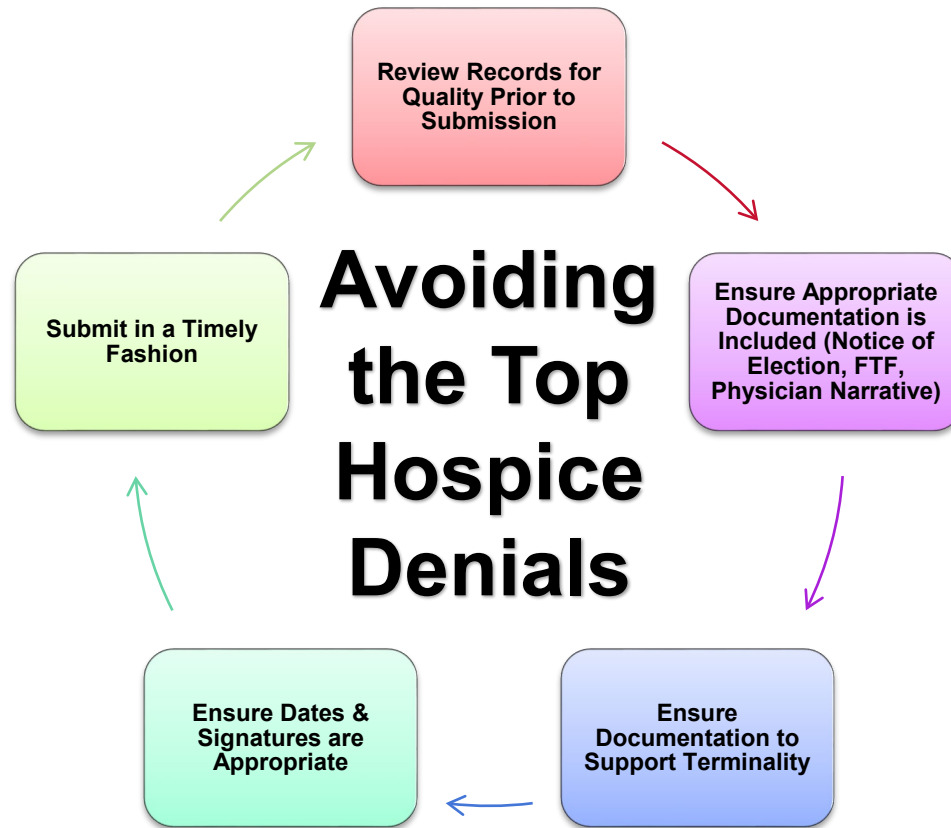 Review Records for
Quality Prior to
Submission
Ensure Appropriate
Documentation is
Included (Notice of
Election, FTF,
Physician Narrative)
Ensure
Documentation to
Support Terminality
Ensure Dates &
Signatures are
Appropriate
Submit in a Timely
Fashion
Avoiding
the Top
Hospice
Denials